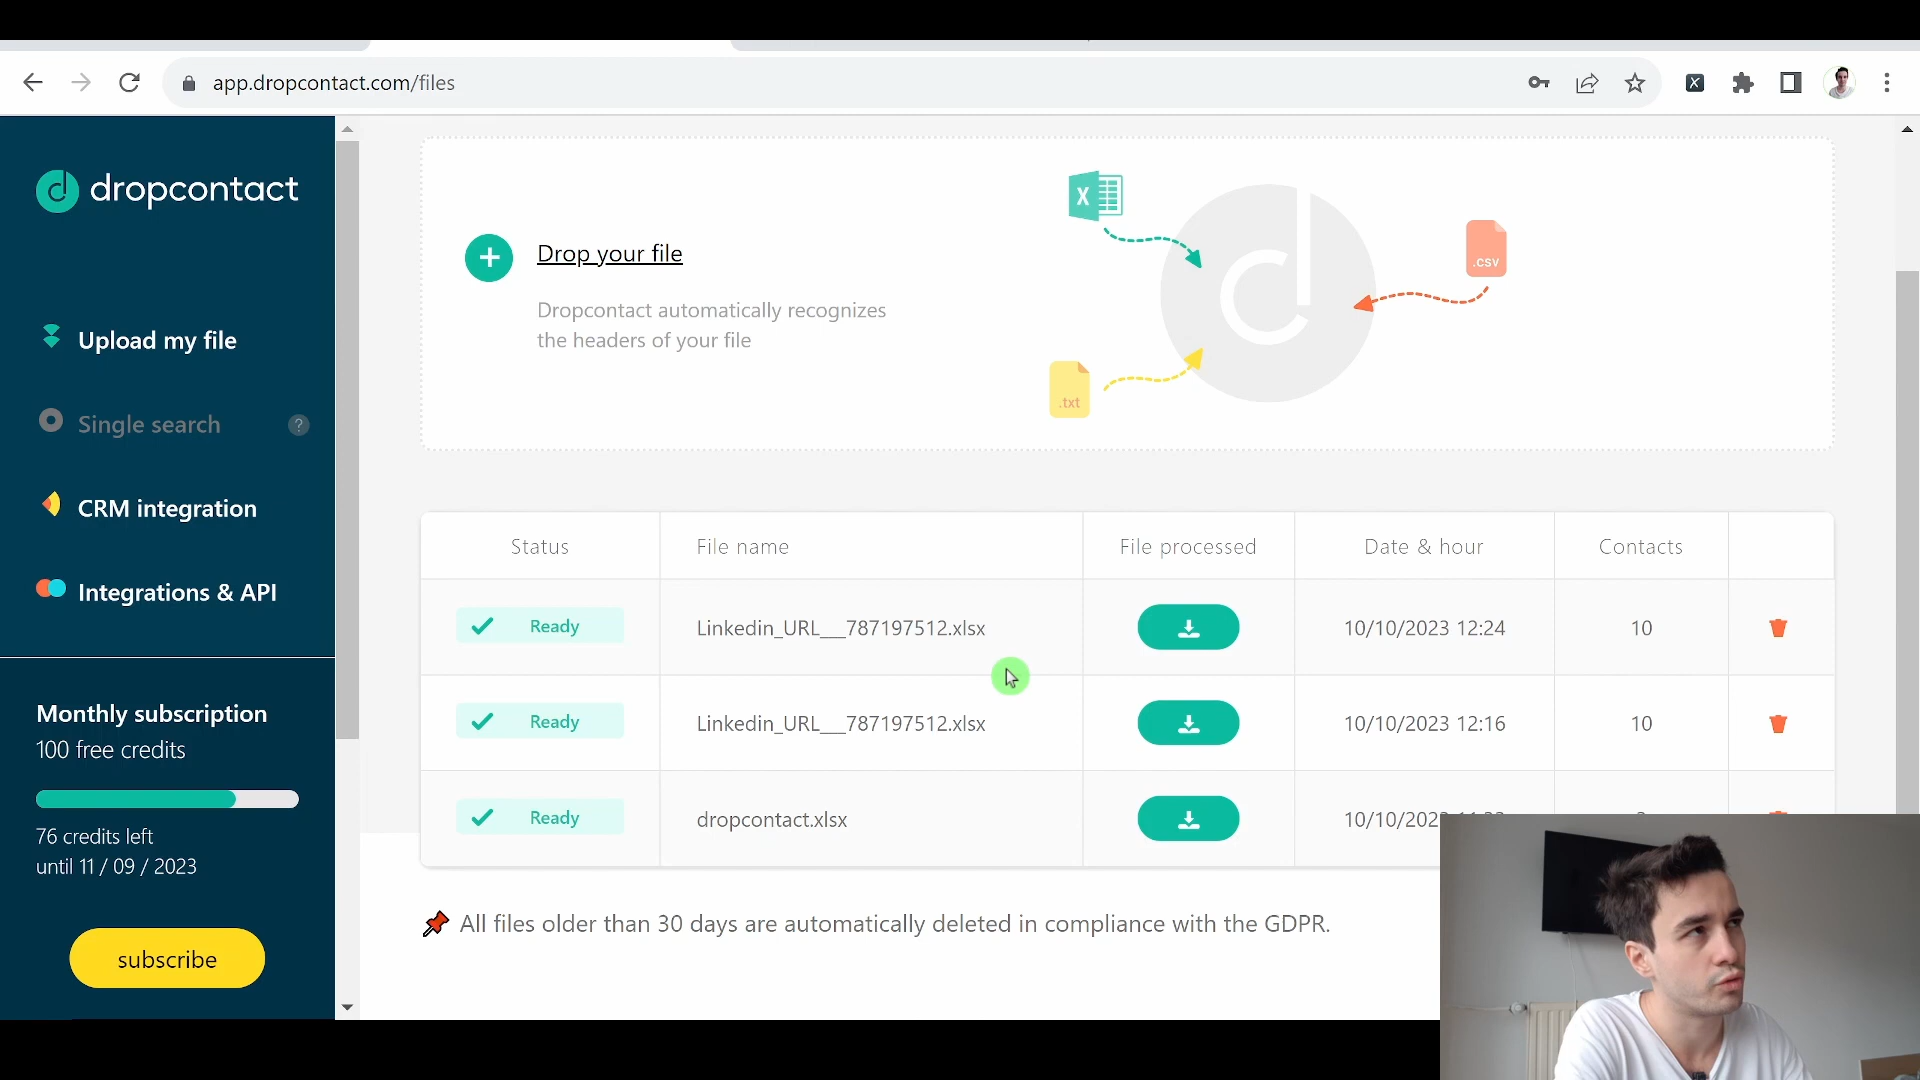 app.dropcontact.com/files
dropcontact
Upload my file
Single search ?
CRM integration
Integrations & API
Monthly subscription
100 free credits
76 credits left
until 11 / 09 / 2023
subscribe
Drop your file
Dropcontact automatically recognizes
the headers of your file
X
.csv
.txt
Status File name File processed Date & hour Contacts
Ready Linkedin_URL___787197512.xlsx 10/10/2023 12:24 10
Ready Linkedin_URL___787197512.xlsx 10/10/2023 12:16 10
Ready dropcontact.xlsx
All files older than 30 days are automatically deleted in compliance with the GDPR.